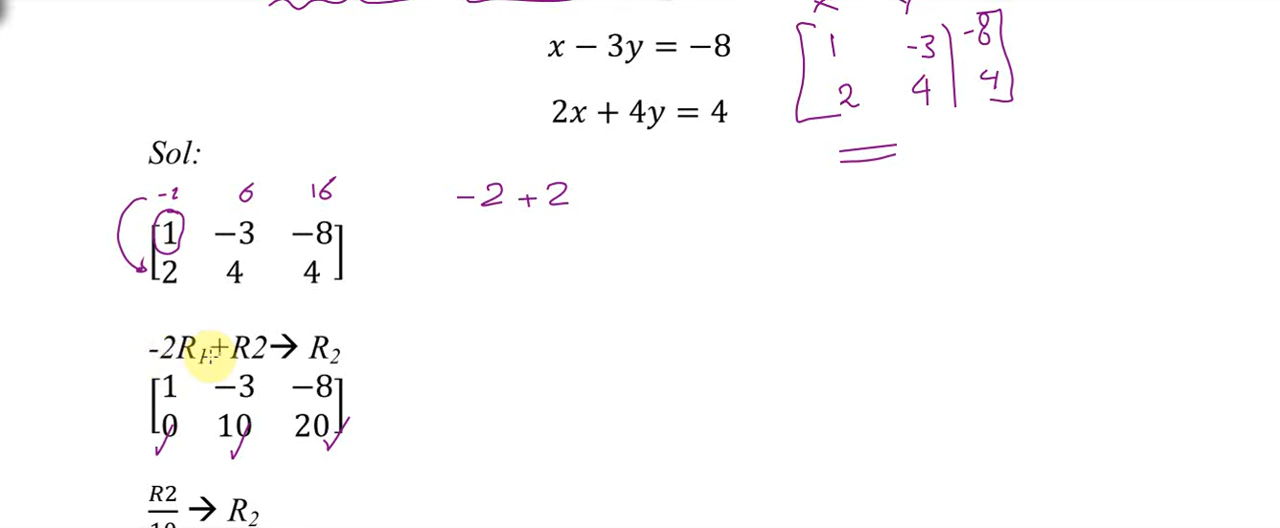 x − 3y = −8
2x + 4y = 4
[1 -3 | -8]
[2 4 | 4]
Sol:
-2 6 16
-2 + 2
[1 −3 −8]
[2 4 4]
-2R₁+R2→ R₂
[1 −3 −8]
[0 10 20]
R2/10 → R₂